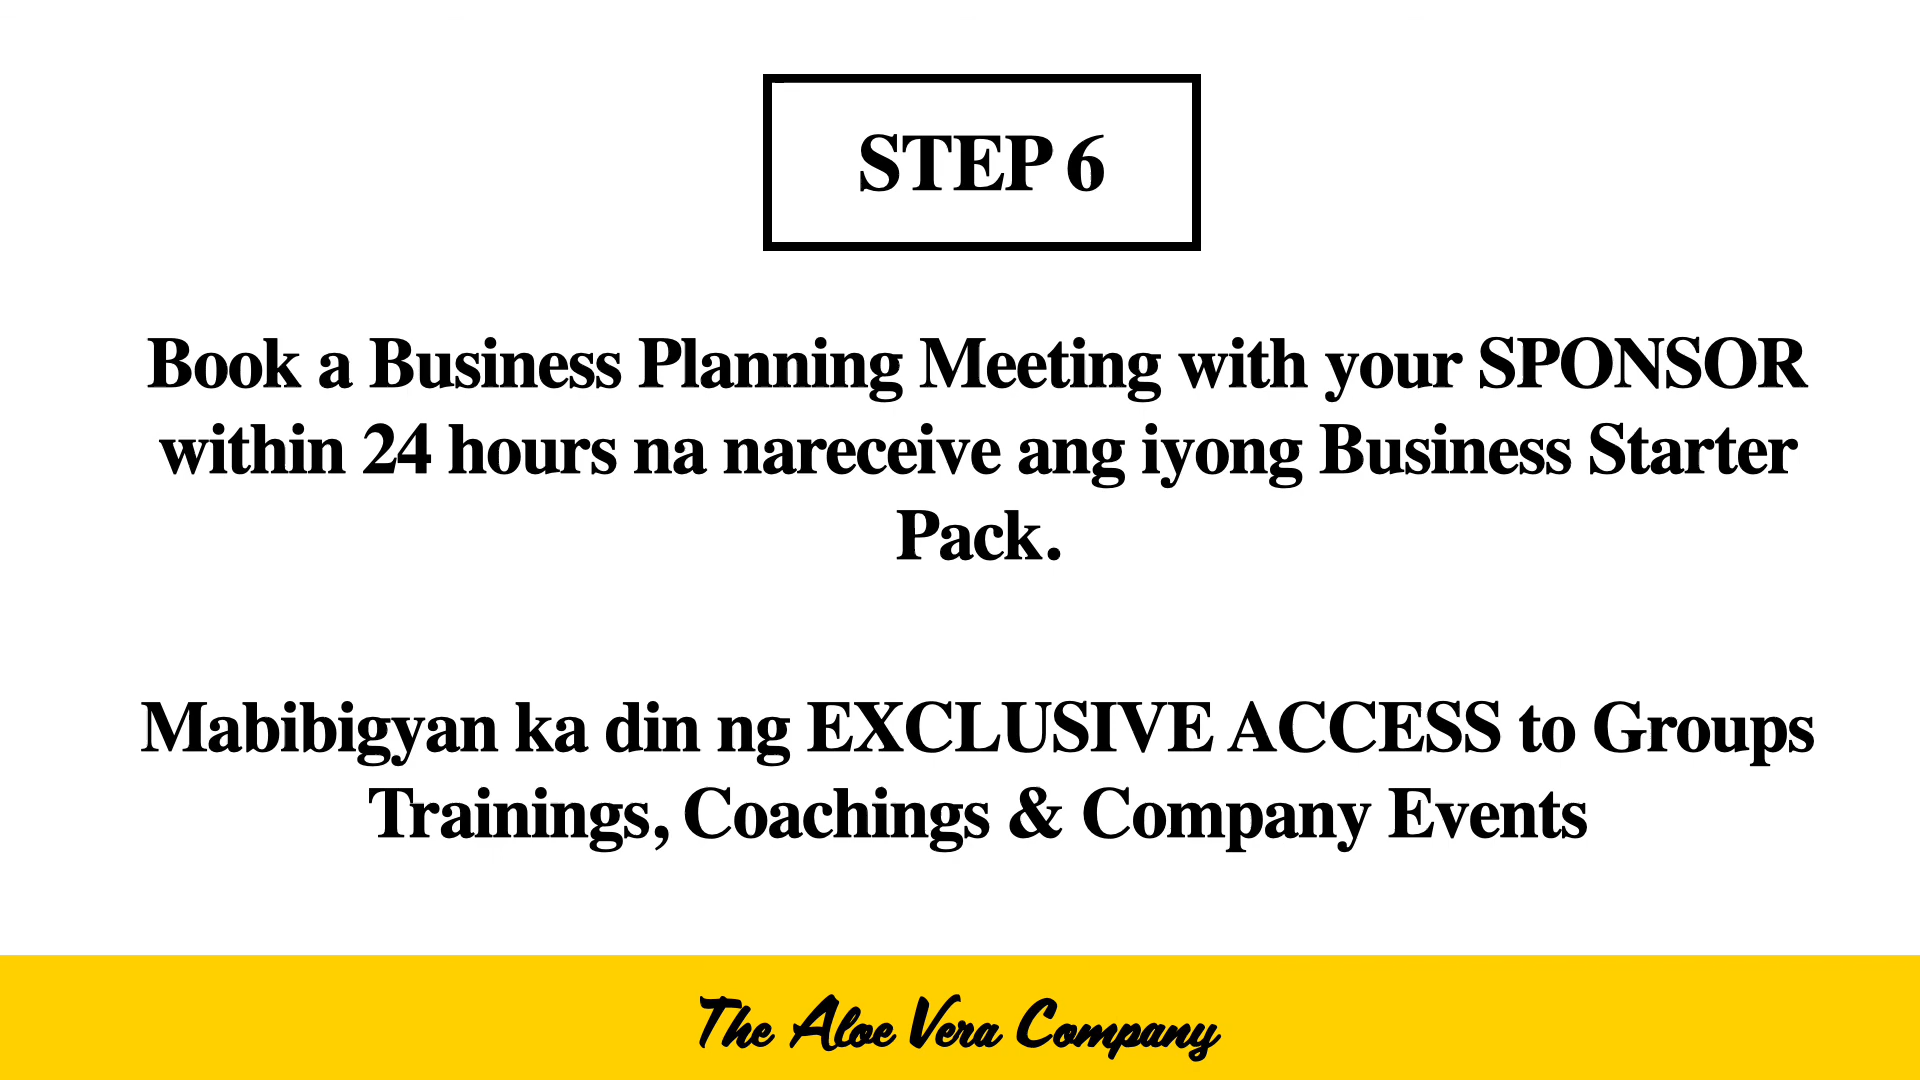 STEP 6
Book a Business Planning Meeting with your SPONSOR
within 24 hours na nareceive ang iyong Business Starter
Pack.
Mabibigyan ka din ng EXCLUSIVE ACCESS to Groups
Trainings, Coachings & Company Events
The Aloe Vera Company